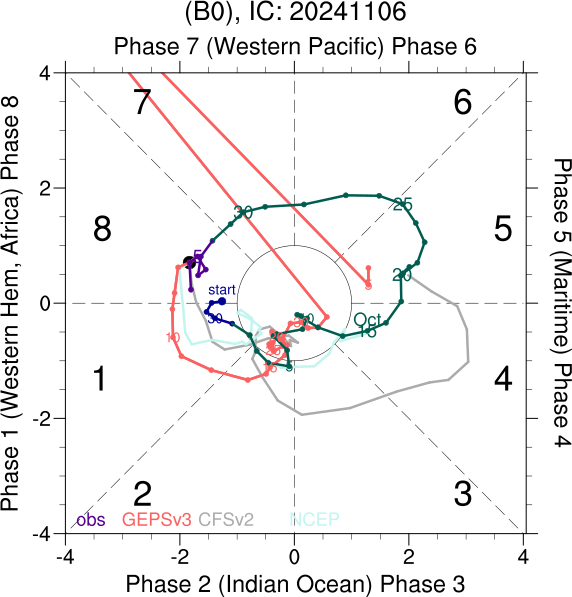 (B0), IC: 20241106
Phase 7 (Western Pacific) Phase 6
Phase 1 (Western Hem, Africa) Phase 8
Phase 5 (Maritime) Phase 4
4
2
0
-2
-4
7
6
8
5
1
4
2
3
30
25
20
start
Oct
15
30
10
5
obs GEPSv3 CFSv2 NCEP
-4 -2 0 2 4
Phase 2 (Indian Ocean) Phase 3